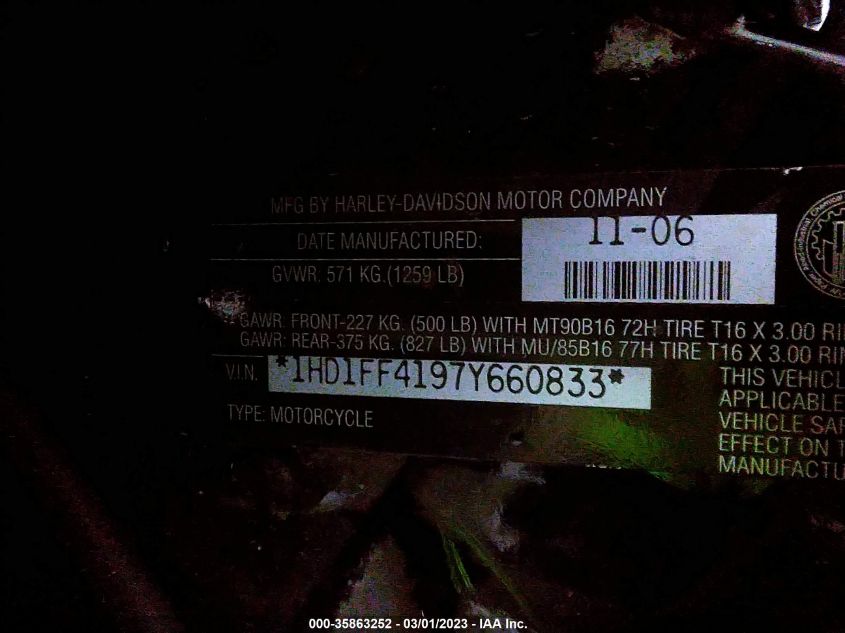 MFG BY HARLEY-DAVIDSON MOTOR COMPANY
DATE MANUFACTURED: 11-06
GVWR. 571 KG.(1259 LB)
GAWR: FRONT-227 KG. (500 LB) WITH MT90B16 72H TIRE T16 X 3.00 RI
GAWR: REAR-375 KG. (827 LB) WITH MU/85B16 77H TIRE T16 X 3.00 RI
V.I.N. *1HD1FF4197Y660833*
TYPE: MOTORCYCLE
THIS VEHICL
APPLICABLE
VEHICLE SAF
EFFECT ON T
MANUFACTU
000-35863252 - 03/01/2023 - IAA Inc.